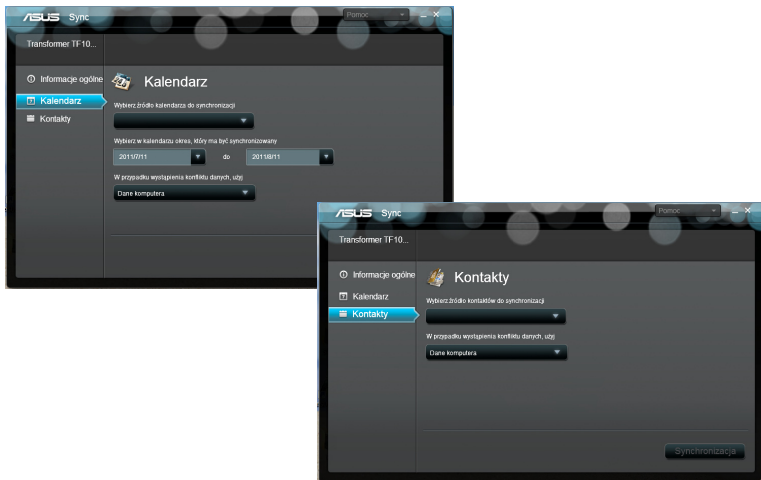 ASUS Sync
Pomoc
Transformer TF10...
Informacje ogólne
Kalendarz
Kontakty
Kalendarz
Wybierz źródło kalendarza do synchronizacji
Wybierz w kalendarzu okres, który ma być synchronizowany
2011/7/11 do 2011/8/11
W przypadku wystąpienia konfliktu danych, użyj
Dane komputera
ASUS Sync
Pomoc
Transformer TF10...
Informacje ogólne
Kalendarz
Kontakty
Kontakty
Wybierz źródło kontaktów do synchronizacji
W przypadku wystąpienia konfliktu danych, użyj
Dane komputera
Synchronizacja